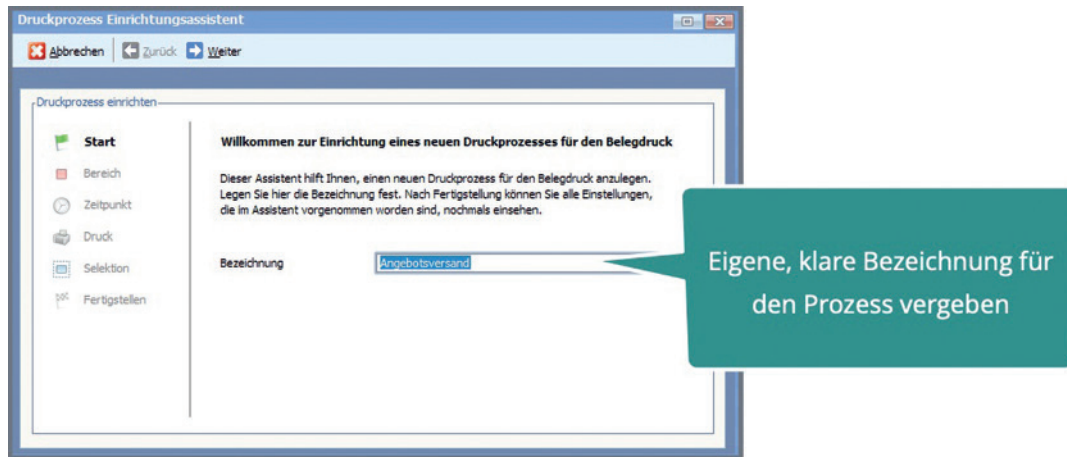 Druckprozess Einrichtungsassistent
Abbrechen Zurück Weiter
Druckprozess einrichten
Start
Bereich
Zeitpunkt
Druck
Selektion
Fertigstellen
Willkommen zur Einrichtung eines neuen Druckprozesses für den Belegdruck
Dieser Assistent hilft Ihnen, einen neuen Druckprozess für den Belegdruck anzulegen.
Legen Sie hier die Bezeichnung fest. Nach Fertigstellung können Sie alle Einstellungen,
die im Assistent vorgenommen worden sind, nochmals einsehen.
Bezeichnung Angebotsversand
Eigene, klare Bezeichnung für
den Prozess vergeben